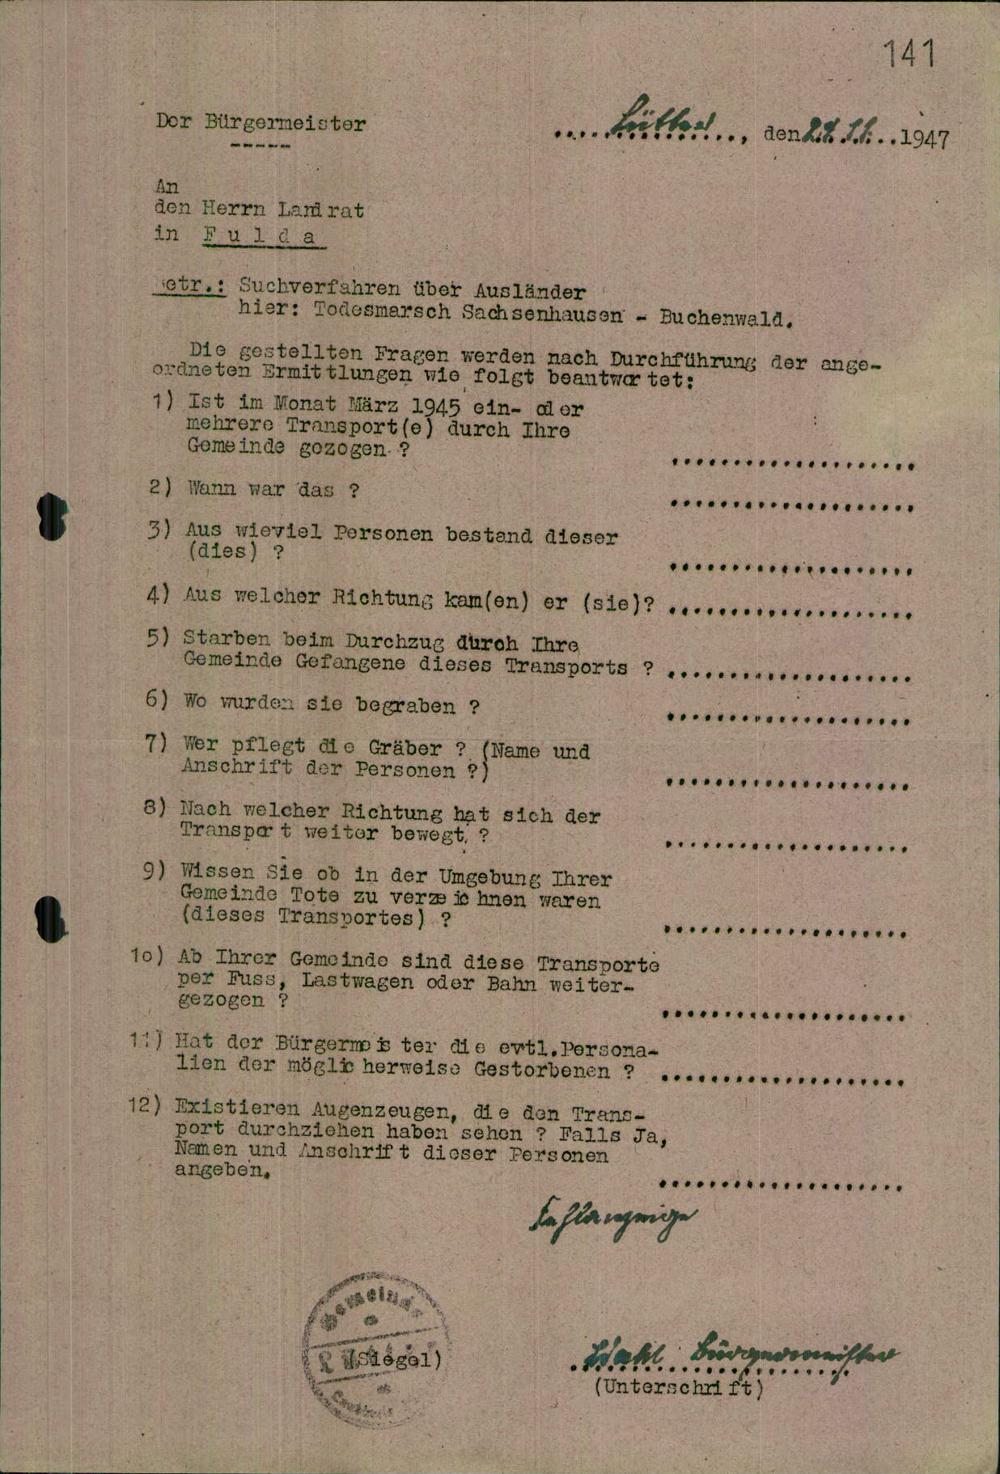 141
Der Bürgermeister
-----
.... Lütter ...., den 22.11...1947
An
den Herrn Landrat
in F u l d a
etr.: Suchverfahren über Ausländer
hier: Todesmarsch Sachsenhausen - Buchenwald.
Die gestellten Fragen werden nach Durchführung der ange-
ordneten Ermittlungen wie folgt beantwortet:
1) Ist im Monat März 1945 ein- oder
mehrere Transport(e) durch Ihre
Gemeinde gezogen ? ....................
2) Wann war das ? ....................
3) Aus wieviel Personen bestand dieser
(dies) ? ....................
4) Aus welcher Richtung kam(en) er (sie)? ....................
5) Starben beim Durchzug durch Ihre
Gemeinde Gefangene dieses Transports ? ....................
6) Wo wurden sie begraben ? ....................
7) Wer pflegt die Gräber ? (Name und
Anschrift der Personen ?) ....................
8) Nach welcher Richtung hat sich der
Transport weiter bewegt, ? ....................
9) Wissen Sie ob in der Umgebung Ihrer
Gemeinde Tote zu verzeichnen waren
(dieses Transportes) ? ....................
1o) Ab Ihrer Gemeinde sind diese Transporte
per Fuss, Lastwagen oder Bahn weiter-
gezogen ? ....................
11) Hat der Bürgermeister die evtl.Persona-
lien der möglicherweise Gestorbenen ? ....................
12) Existieren Augenzeugen, die den Trans-
port durchziehen haben sehen ? Falls Ja,
Namen und Anschrift dieser Personen
angeben. ....................
Fehlanzeige
Gemeinde
(Siegel)
Wahl Bürgermeister
(Unterschrift)